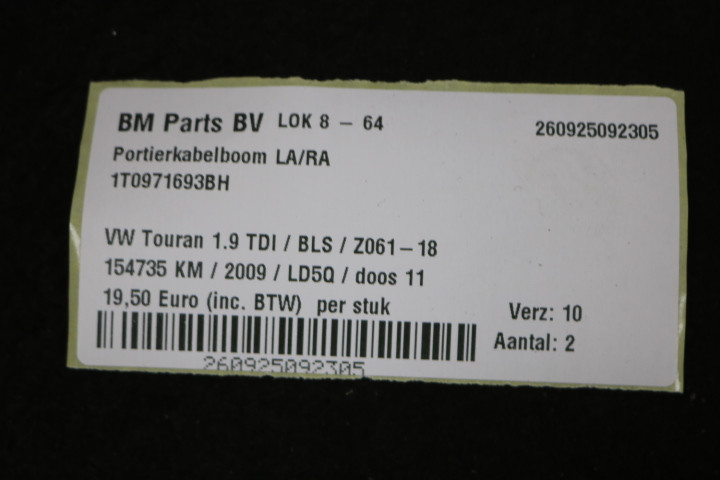 BM Parts BV LOK 8 – 64
260925092305
Portierkabelboom LA/RA
1T0971693BH
VW Touran 1.9 TDI / BLS / Z061–18
154735 KM / 2009 / LD5Q / doos 11
19,50 Euro (inc. BTW) per stuk
Verz: 10
Aantal: 2
260925092305